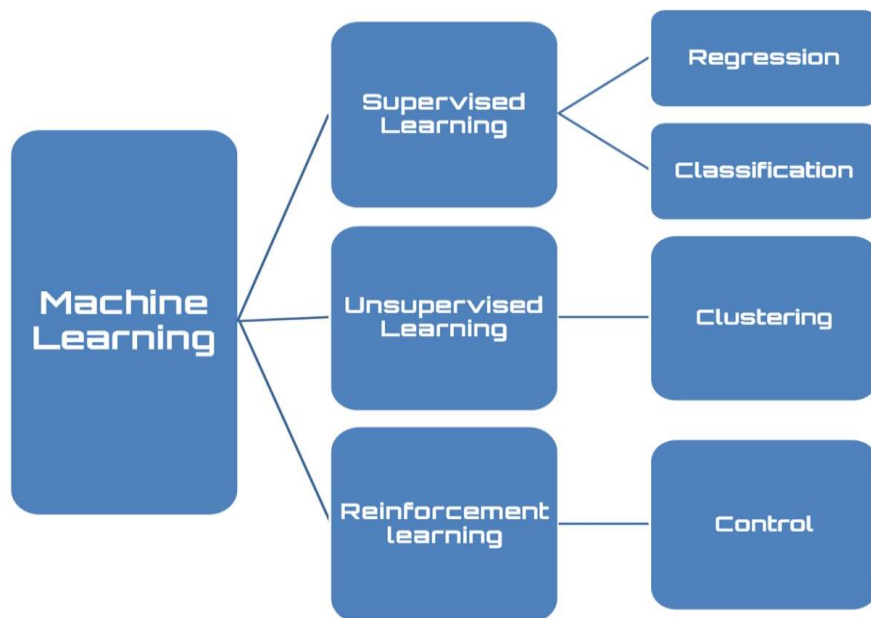 Machine
Learning
Supervised
Learning
Regression
Classification
Unsupervised
Learning
Clustering
Reinforcement
learning
Control